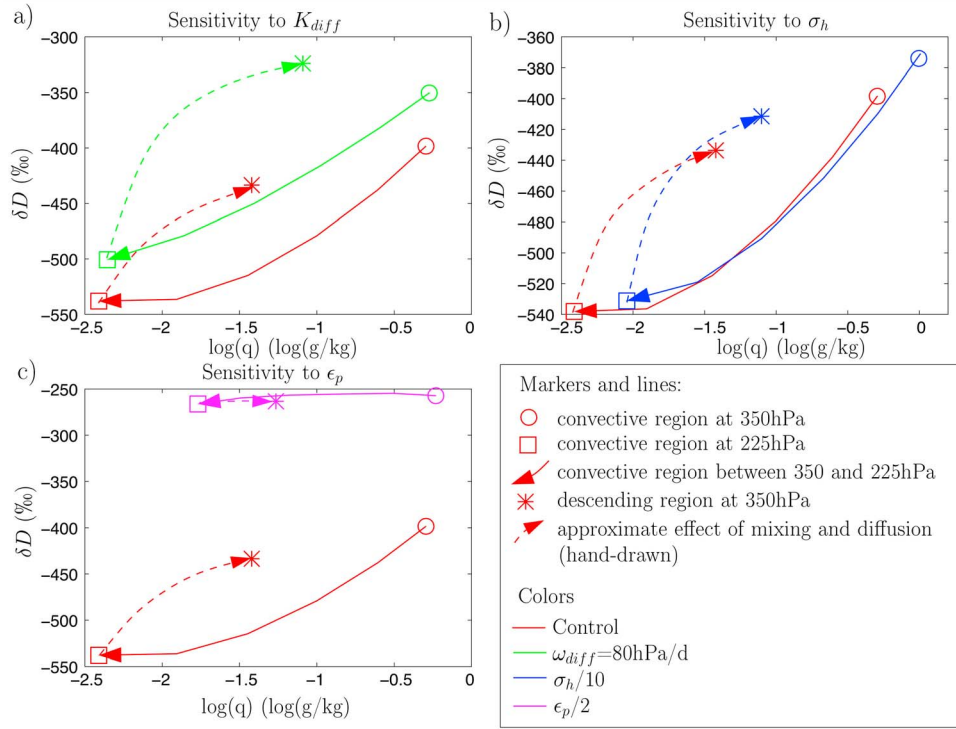 a)
Sensitivity to K_diff
−300
−350
−400
−450
−500
−550
−2.5
−2
−1.5
−1
−0.5
0
δD (‰)
log(q) (log(g/kg)
b)
Sensitivity to σ_h
−360
−380
−400
−420
−440
−460
−480
−500
−520
−540
−2.5
−2
−1.5
−1
−0.5
0
δD (‰)
log(q) (log(g/kg)
c)
Sensitivity to ϵ_p
−250
−300
−350
−400
−450
−500
−550
−2.5
−2
−1.5
−1
−0.5
0
δD (‰)
log(q) (log(g/kg)
Markers and lines:
convective region at 350hPa
convective region at 225hPa
convective region between 350 and 225hPa
descending region at 350hPa
approximate effect of mixing and diffusion
(hand-drawn)
Colors
Control
ω_diff=80hPa/d
σ_h/10
ϵ_p/2